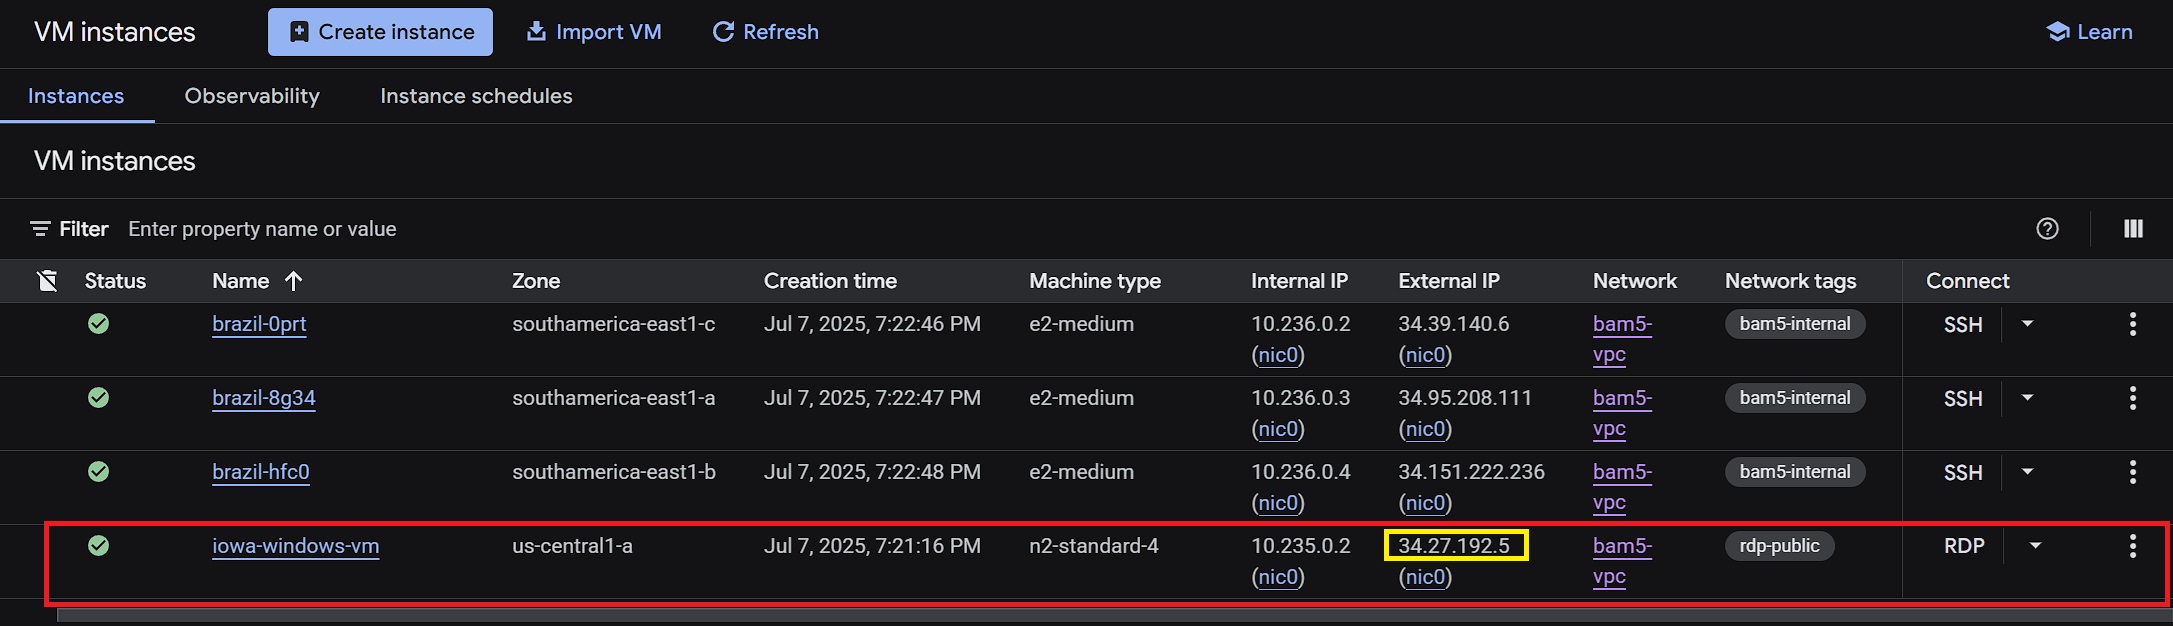 VM instances Create instance Import VM Refresh Learn
Instances Observability Instance schedules
VM instances
Filter Enter property name or value
Status Name Zone Creation time Machine type Internal IP External IP Network Network tags Connect
brazil-0prt southamerica-east1-c Jul 7, 2025, 7:22:46 PM e2-medium 10.236.0.2 34.39.140.6 bam5- bam5-internal SSH
(nic0) (nic0) vpc
brazil-8g34 southamerica-east1-a Jul 7, 2025, 7:22:47 PM e2-medium 10.236.0.3 34.95.208.111 bam5- bam5-internal SSH
(nic0) (nic0) vpc
brazil-hfc0 southamerica-east1-b Jul 7, 2025, 7:22:48 PM e2-medium 10.236.0.4 34.151.222.236 bam5- bam5-internal SSH
(nic0) (nic0) vpc
iowa-windows-vm us-central1-a Jul 7, 2025, 7:21:16 PM n2-standard-4 10.235.0.2 34.27.192.5 bam5- rdp-public RDP
(nic0) (nic0) vpc